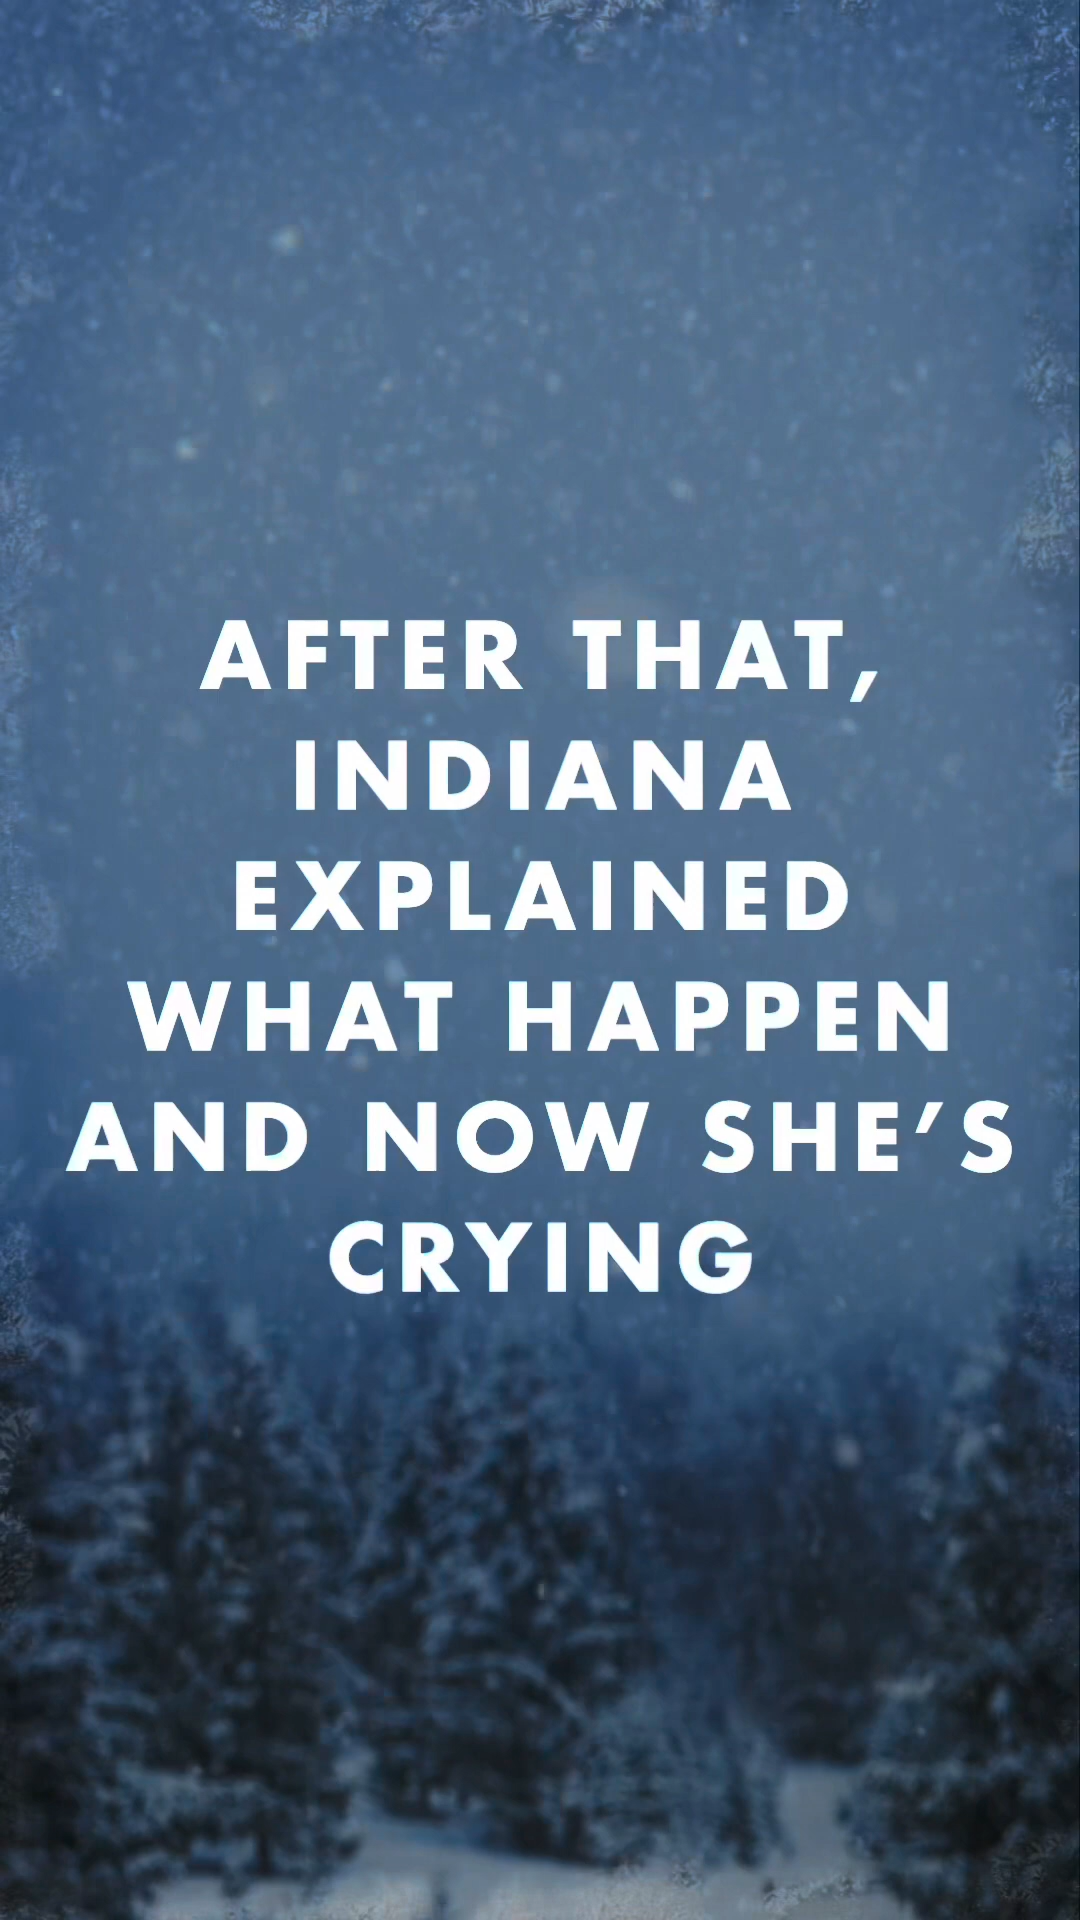 AFTER THAT,
INDIANA
EXPLAINED
WHAT HAPPEN
AND NOW SHE’S
CRYING